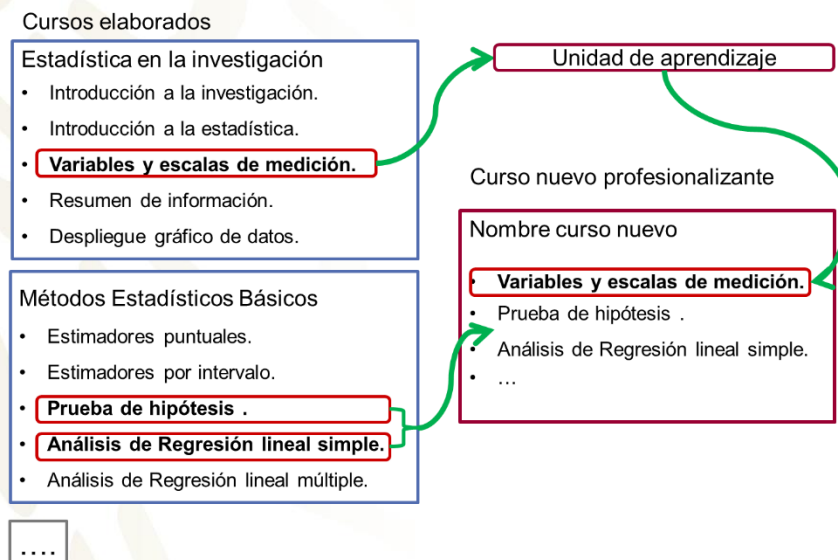 Cursos elaborados
Estadística en la investigación
• Introducción a la investigación.
• Introducción a la estadística.
• Variables y escalas de medición.
• Resumen de información.
• Despliegue gráfico de datos.
Métodos Estadísticos Básicos
• Estimadores puntuales.
• Estimadores por intervalo.
• Prueba de hipótesis .
• Análisis de Regresión lineal simple.
• Análisis de Regresión lineal múltiple.
....
Unidad de aprendizaje
Curso nuevo profesionalizante
Nombre curso nuevo
• Variables y escalas de medición.
• Prueba de hipótesis .
• Análisis de Regresión lineal simple.
• …